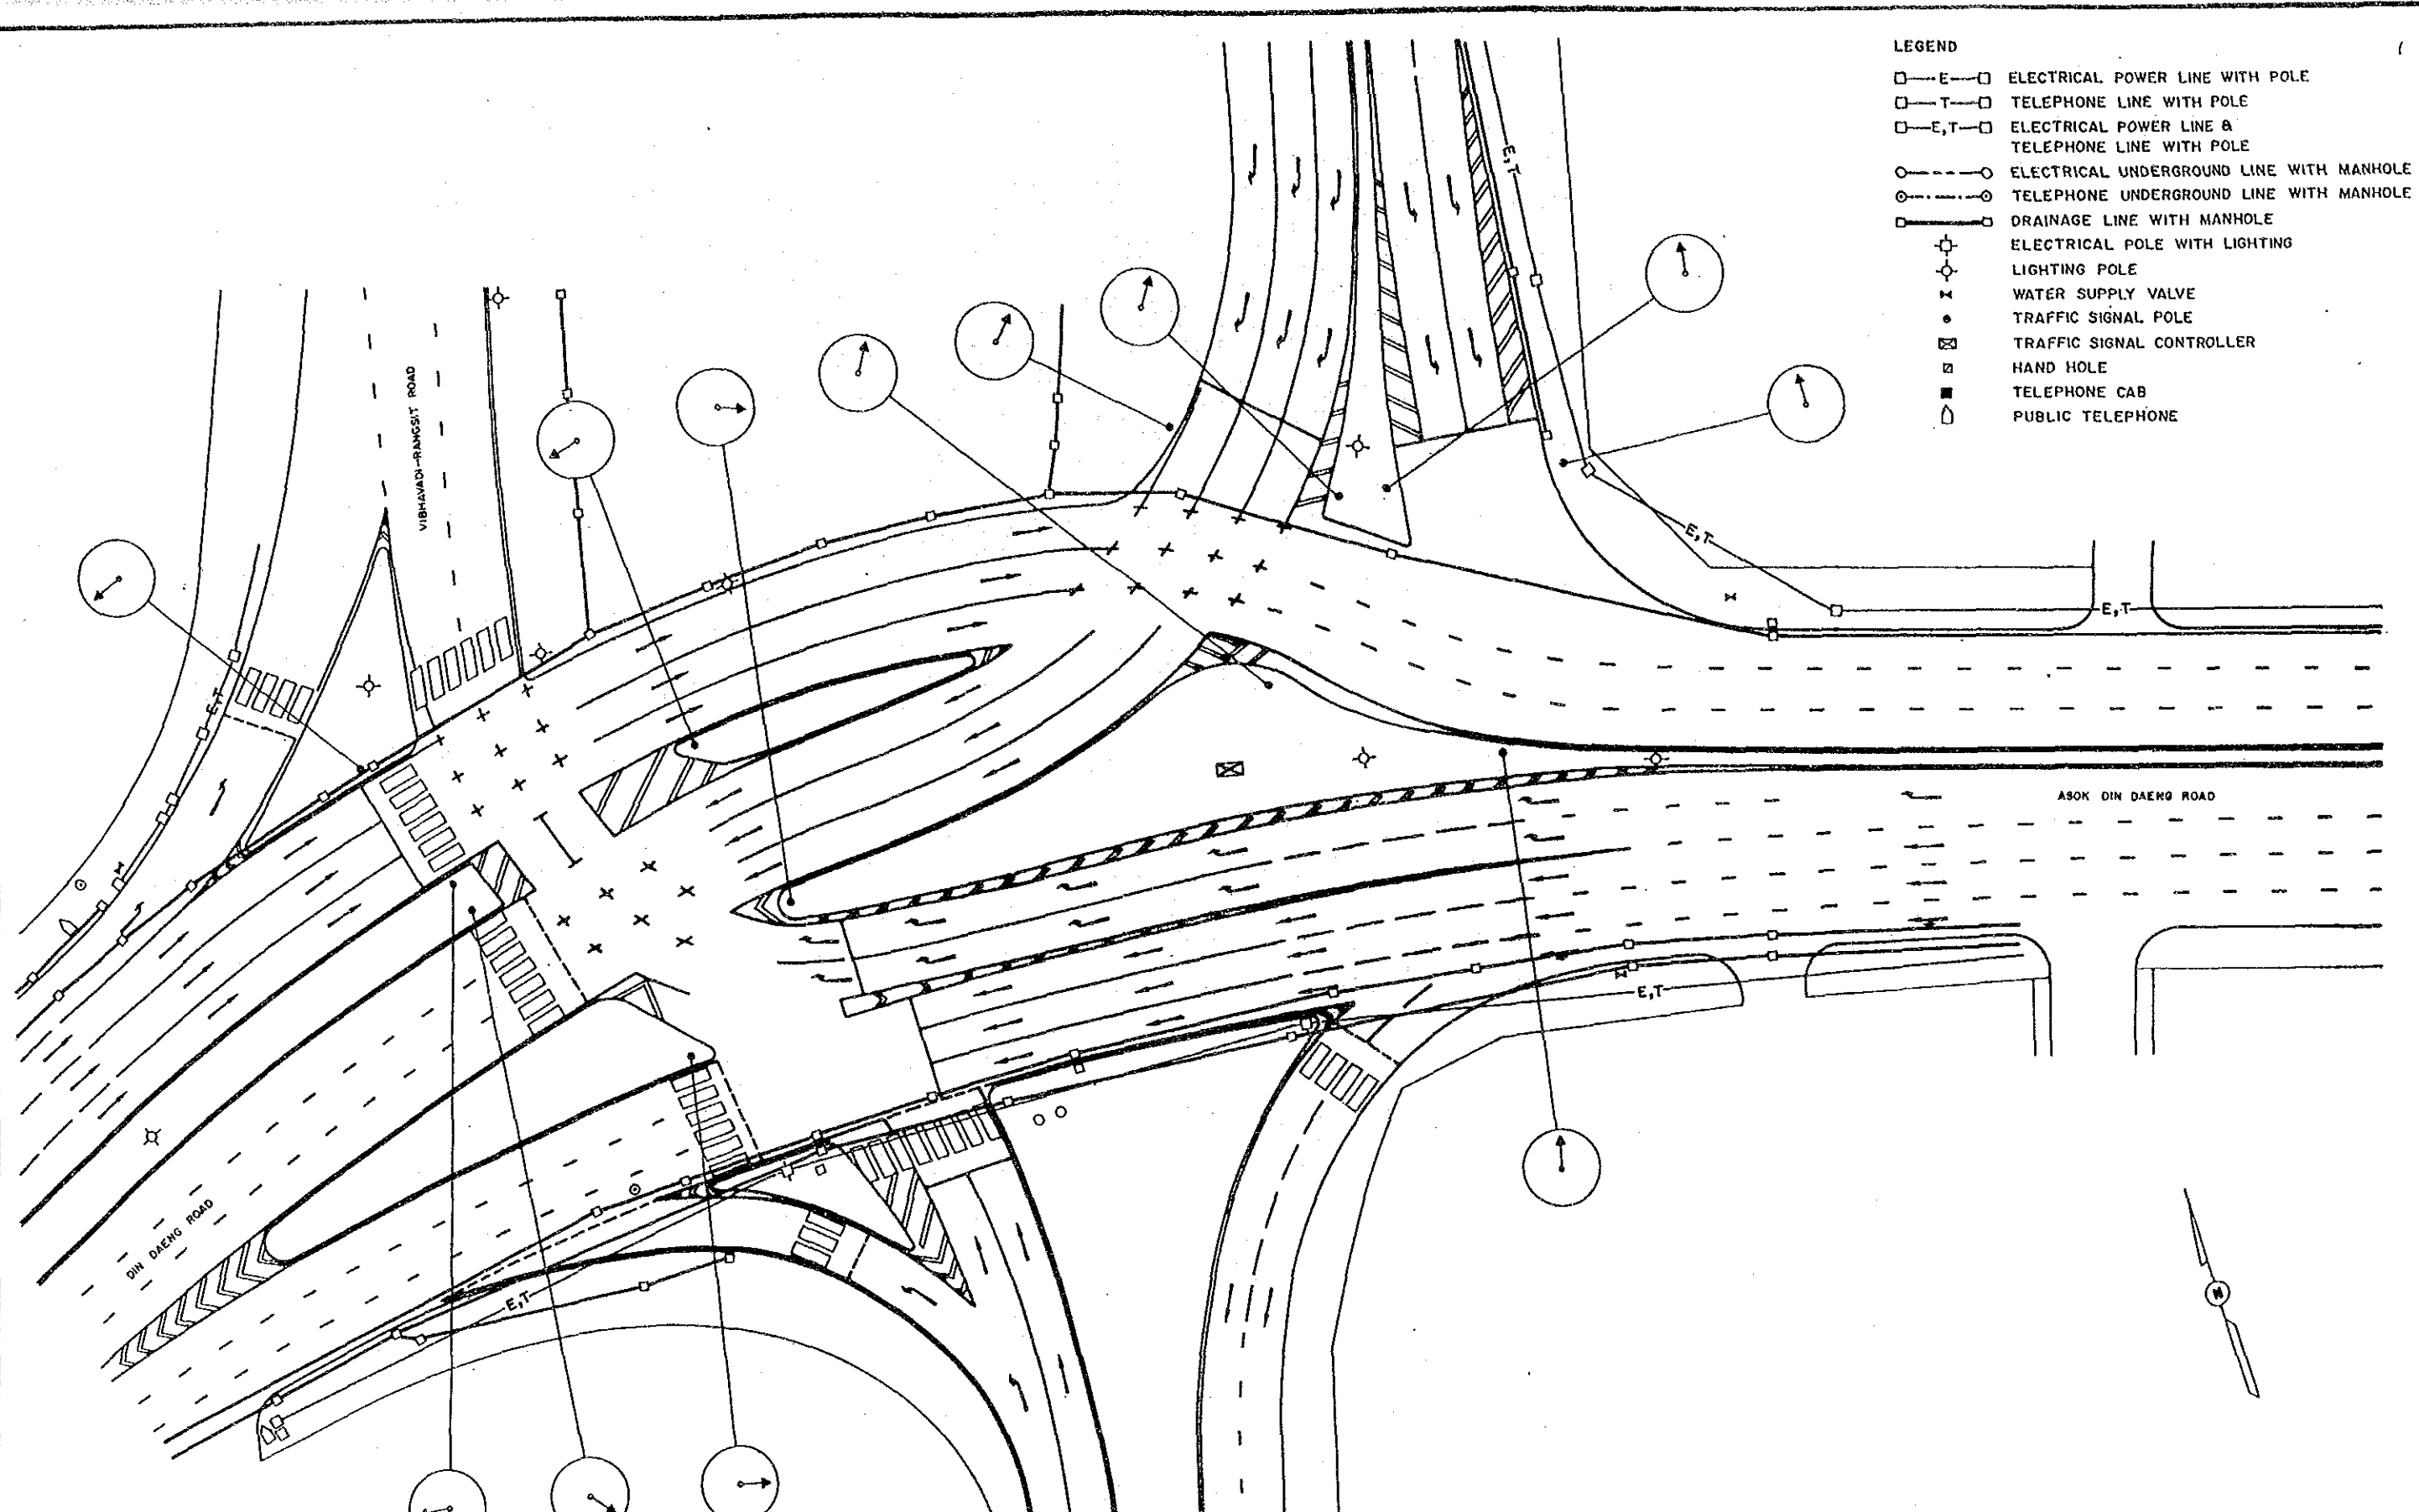 LEGEND
E ELECTRICAL POWER LINE WITH POLE
T TELEPHONE LINE WITH POLE
E,T ELECTRICAL POWER LINE &
TELEPHONE LINE WITH POLE
ELECTRICAL UNDERGROUND LINE WITH MANHOLE
TELEPHONE UNDERGROUND LINE WITH MANHOLE
DRAINAGE LINE WITH MANHOLE
ELECTRICAL POLE WITH LIGHTING
LIGHTING POLE
WATER SUPPLY VALVE
TRAFFIC SIGNAL POLE
TRAFFIC SIGNAL CONTROLLER
HAND HOLE
TELEPHONE CAB
PUBLIC TELEPHONE
E,T
VIBHAVADI-RANGSIT ROAD
E,T
E,T
E,T
ASOK DIN DAENG ROAD
E,T
DIN DAENG ROAD
E,T
N